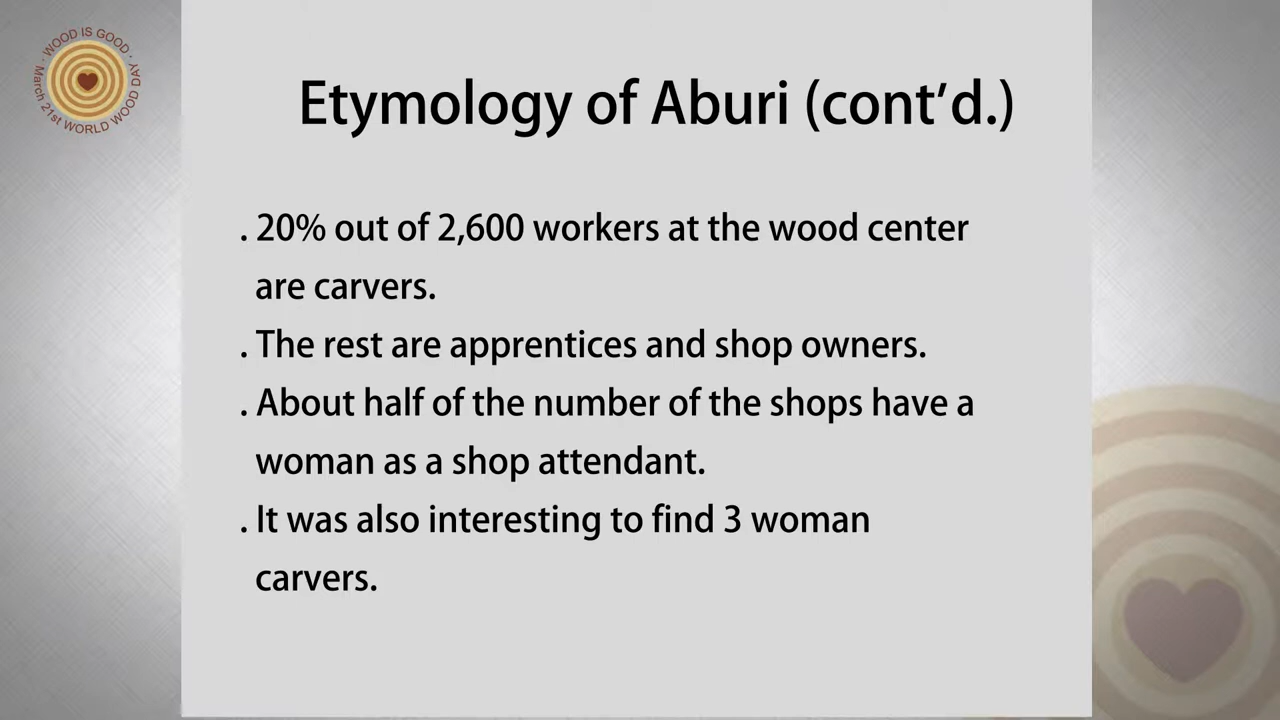 WOOD IS GOOD · March 21st WORLD WOOD DAY ·
Etymology of Aburi (cont’d.)
. 20% out of 2,600 workers at the wood center
are carvers.
. The rest are apprentices and shop owners.
. About half of the number of the shops have a
woman as a shop attendant.
. It was also interesting to find 3 woman
carvers.